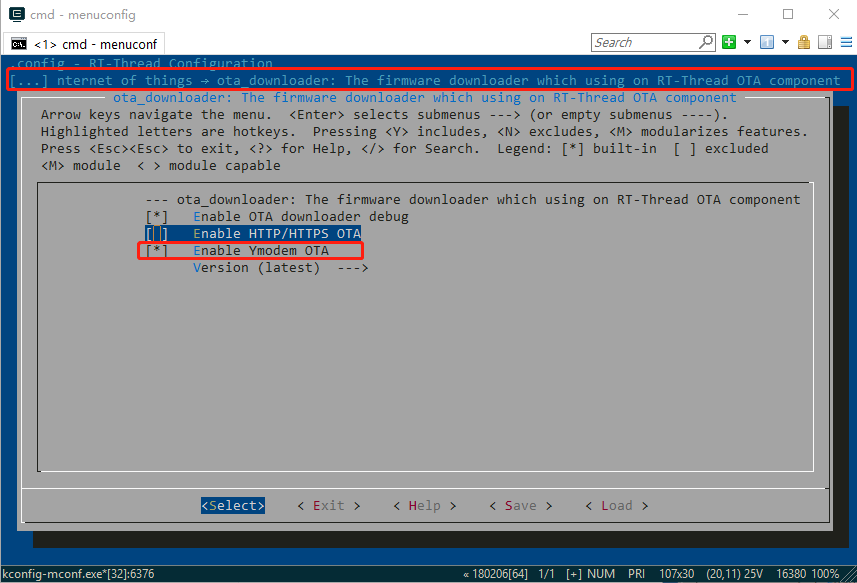 cmd - menuconfig
<1> cmd - menuconf
Search
.config - RT-Thread Configuration
[...] nternet of things → ota_downloader: The firmware downloader which using on RT-Thread OTA component
ota_downloader: The firmware downloader which using on RT-Thread OTA component
Arrow keys navigate the menu.  <Enter> selects submenus ---> (or empty submenus ----).
Highlighted letters are hotkeys.  Pressing <Y> includes, <N> excludes, <M> modularizes features.
Press <Esc><Esc> to exit, <?> for Help, </> for Search.  Legend: [*] built-in  [ ] excluded
<M> module  < > module capable
--- ota_downloader: The firmware downloader which using on RT-Thread OTA component
[*]   Enable OTA downloader debug
[ ]   Enable HTTP/HTTPS OTA
[*]   Enable Ymodem OTA
Version (latest)  --->
<Select>    < Exit >    < Help >    < Save >    < Load >
kconfig-mconf.exe*[32]:6376    « 180206[64]  1/1  [+] NUM  PRI  107x30  (20,11) 25V  16380 100%